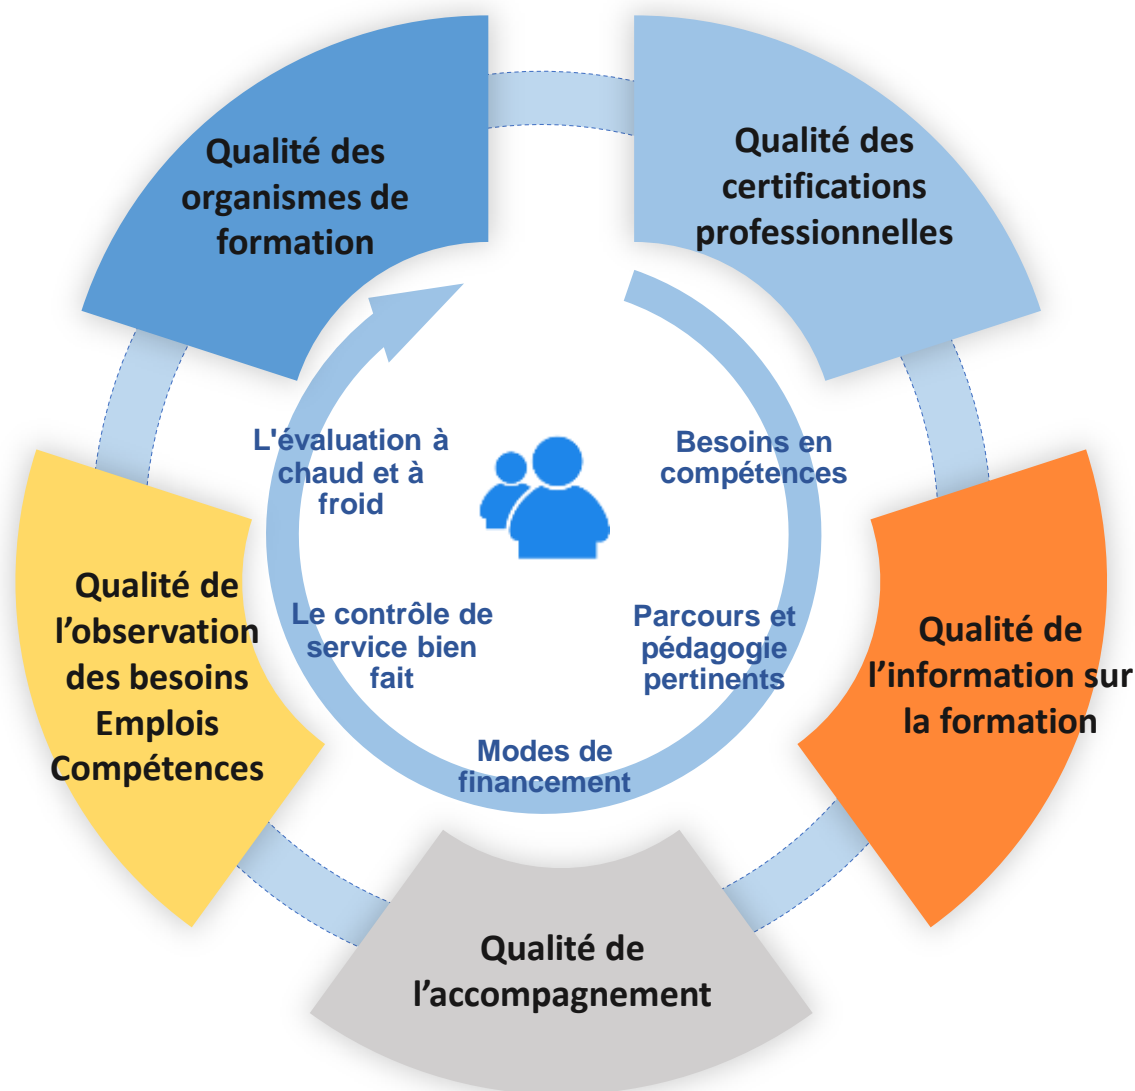 Qualité des
organismes de
formation
Qualité des
certifications
professionnelles
L'évaluation à
chaud et à
froid
Besoins en
compétences
Qualité de
l’observation
des besoins
Emplois
Compétences
Le contrôle de
service bien
fait
Parcours et
pédagogie
pertinents
Qualité de
l’information sur
la formation
Modes de
financement
Qualité de
l’accompagnement